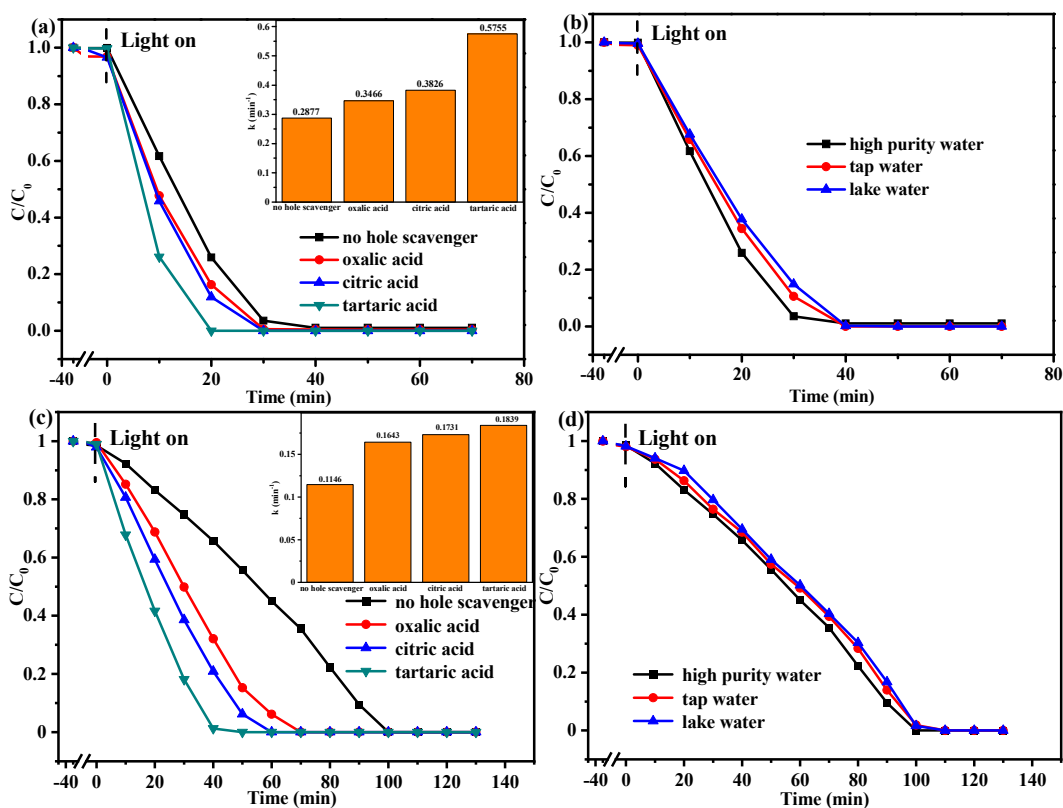 (a)
Light on
C/C0
1.0
0.8
0.6
0.4
0.2
0.0
-40 0 20 40 60 80
Time (min)
k (min-1)
0.6
0.5
0.4
0.3
0.2
0.1
0
0.2877
0.3466
0.3826
0.5755
no hole scavenger oxalic acid citric acid tartaric acid
no hole scavenger
oxalic acid
citric acid
tartaric acid
(b)
Light on
C/C0
1.0
0.8
0.6
0.4
0.2
0.0
-40 0 20 40 60 80
Time (min)
high purity water
tap water
lake water
(c)
Light on
C/C0
1
0.8
0.6
0.4
0.2
0
-40 0 20 40 60 80 100 120 140
Time (min)
k (min-1)
0.15
0.1
0.05
0
0.1146
0.1643
0.1731
0.1839
no hole scavenger oxalic acid citric acid tartaric acid
no hole scavenger
oxalic acid
citric acid
tartaric acid
(d)
Light on
C/C0
1
0.8
0.6
0.4
0.2
0
-40 0 20 40 60 80 100 120 140
Time (min)
high purity water
tap water
lake water